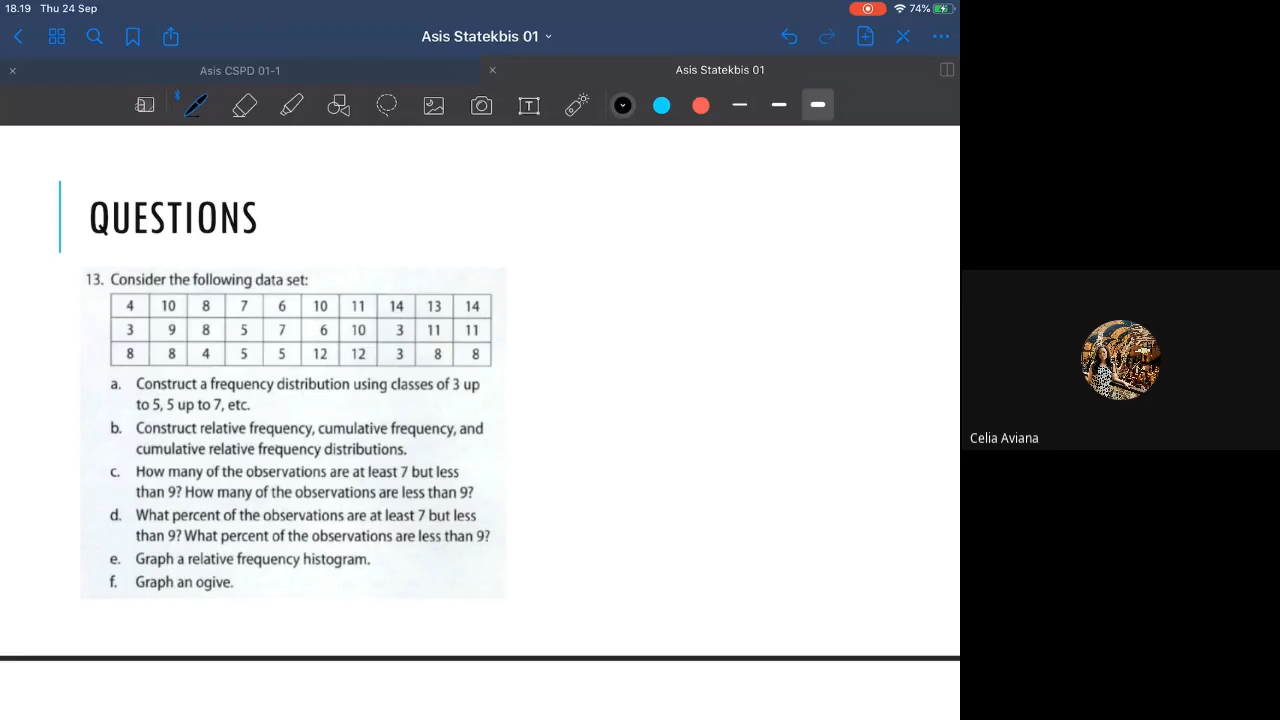 18.19 Thu 24 Sep
74%
Asis Statekbis 01
Asis CSPD 01-1
Asis Statekbis 01
T
QUESTIONS
13. Consider the following data set:
4 10 8 7 6 10 11 14 13 14
3 9 8 5 7 6 10 3 11 11
8 8 4 5 5 12 12 3 8 8
a. Construct a frequency distribution using classes of 3 up
to 5, 5 up to 7, etc.
b. Construct relative frequency, cumulative frequency, and
cumulative relative frequency distributions.
c. How many of the observations are at least 7 but less
than 9? How many of the observations are less than 9?
d. What percent of the observations are at least 7 but less
than 9? What percent of the observations are less than 9?
e. Graph a relative frequency histogram.
f. Graph an ogive.
Celia Aviana